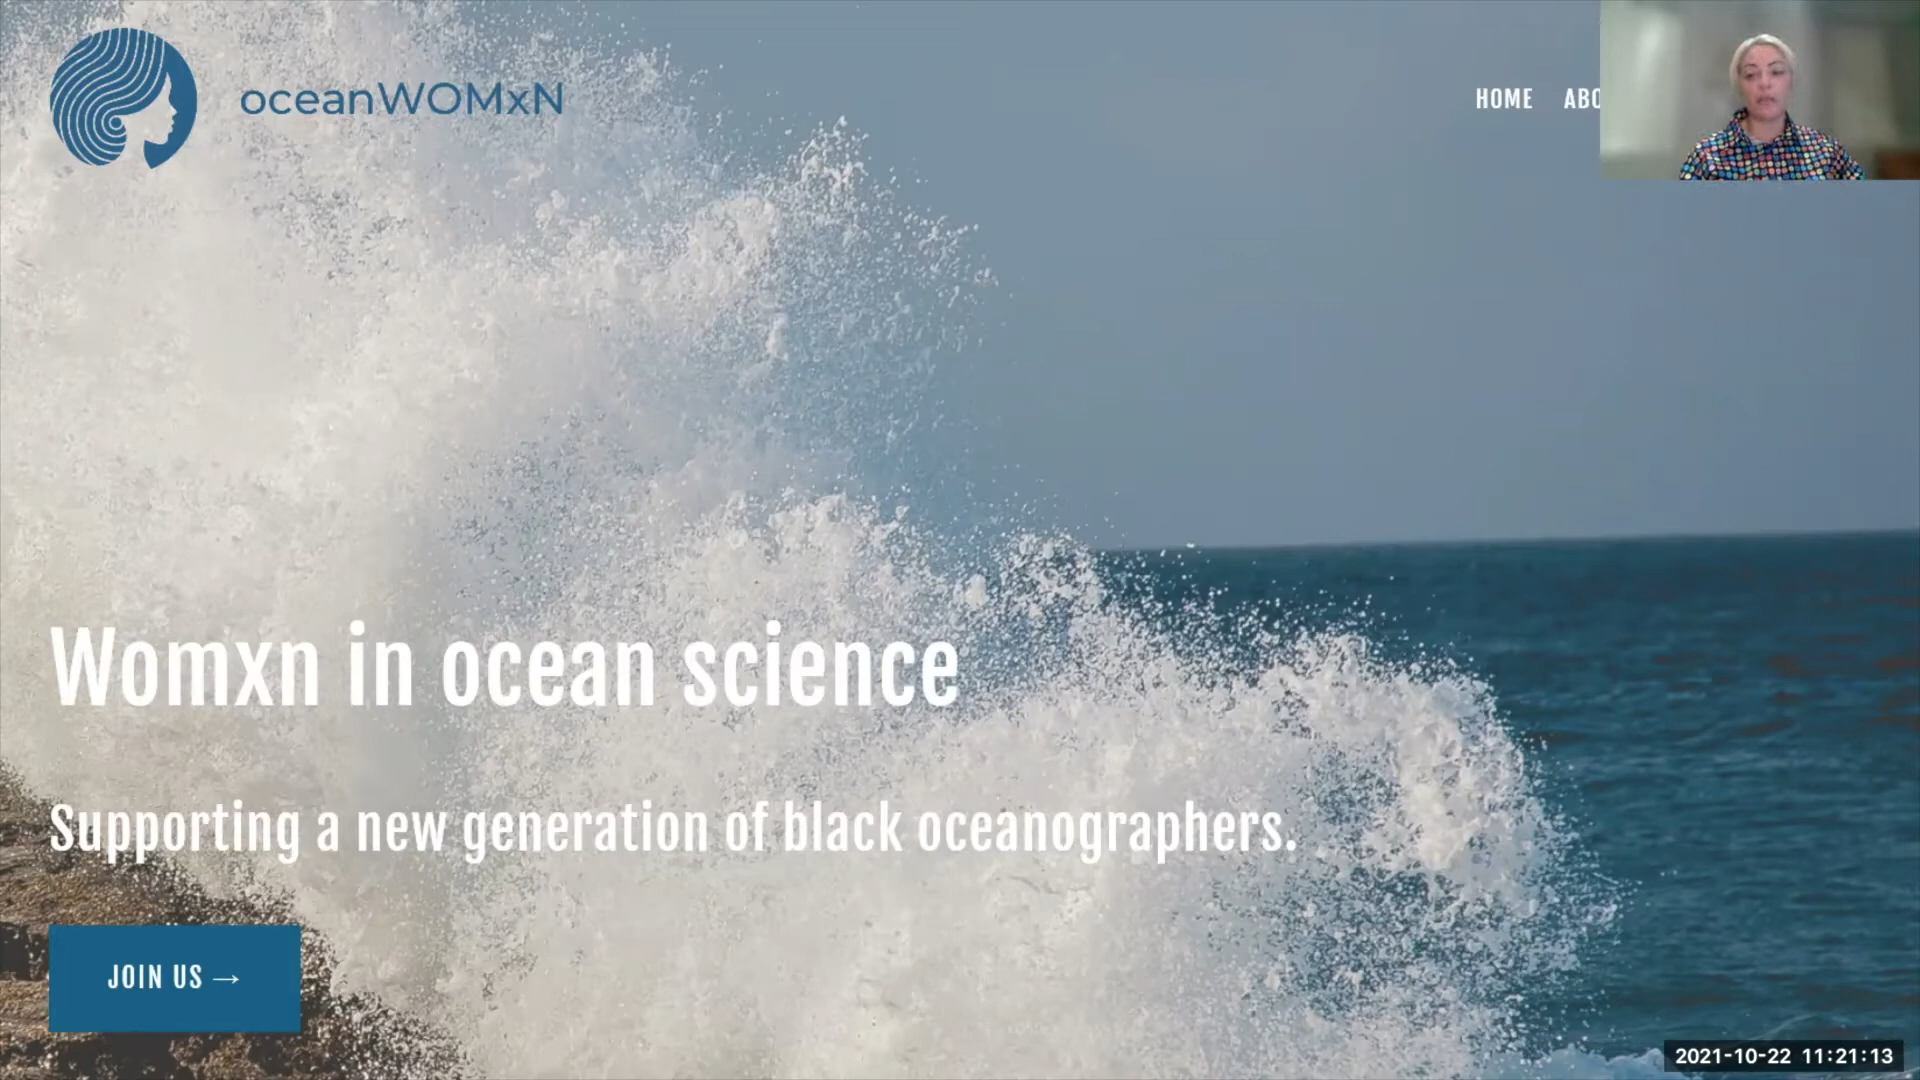 oceanWOMxN
HOME ABO
Womxn in ocean science
Supporting a new generation of black oceanographers.
JOIN US →
2021-10-22 11:21:13